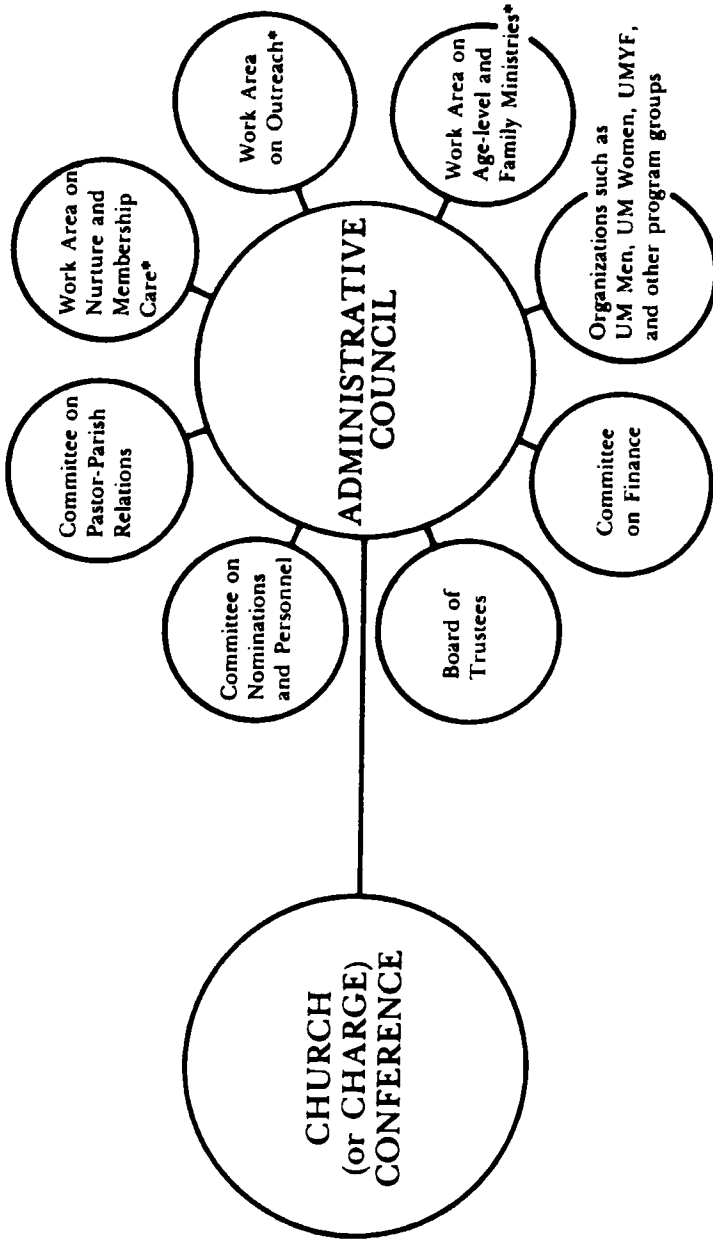 CHURCH
(or CHARGE)
CONFERENCE
ADMINISTRATIVE
COUNCIL
Committee on
Nominations
and Personnel
Committee on
Pastor-Parish
Relations
Work Area on
Nurture and
Membership
Care*
Work Area
on Outreach*
Work Area on
Age-level and
Family Ministries*
Organizations such as
UM Men, UM Women, UMYF,
and other program groups
Committee
on Finance
Board of
Trustees